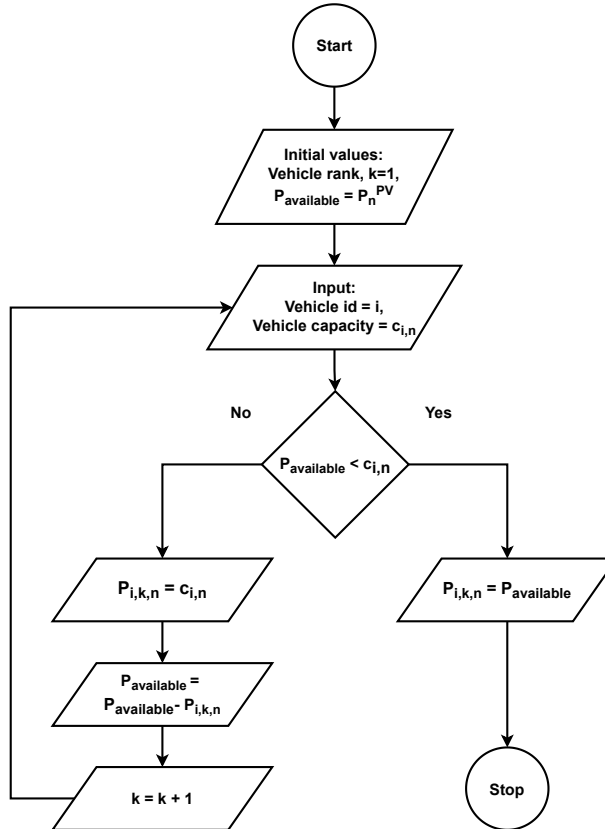 Start
Initial values:
Vehicle rank, k=1,
P_available = P_n^PV
Input:
Vehicle id = i,
Vehicle capacity = c_i,n
No
Yes
P_available < c_i,n
P_i,k,n = c_i,n
P_i,k,n = P_available
P_available =
P_available - P_i,k,n
k = k + 1
Stop